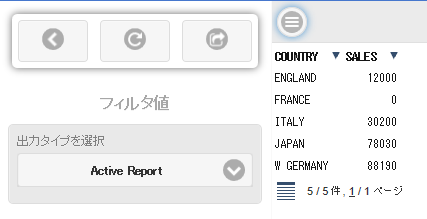 フィルタ値
出力タイプを選択
Active Report
COUNTRY SALES
ENGLAND 12000
FRANCE 0
ITALY 30200
JAPAN 78030
W GERMANY 88190
5 / 5 件 , 1 / 1 ページ